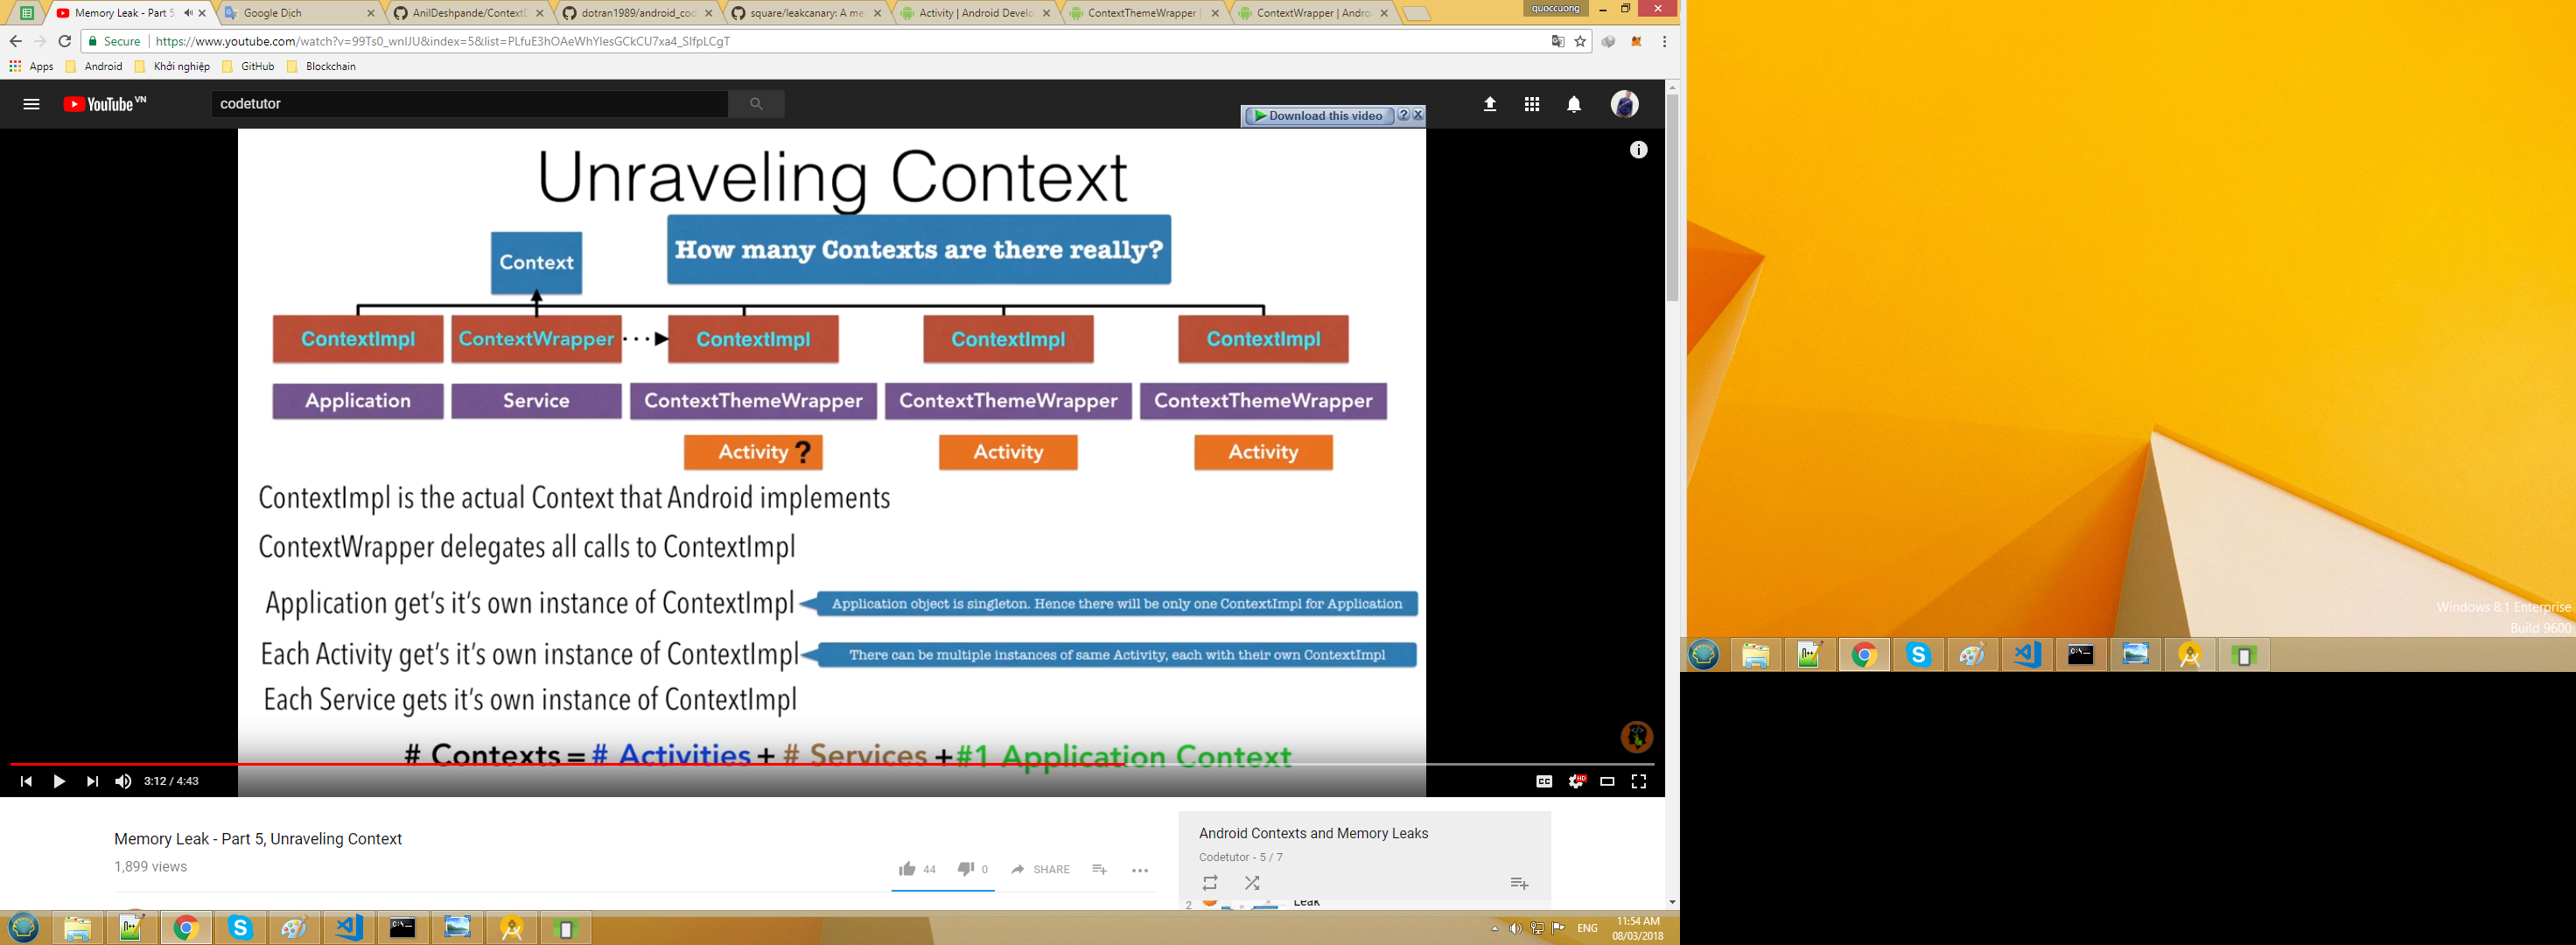 Memory Leak - Part 5
Google Dịch
AnilDeshpande/Context
dotran1989/android_cod
square/leakcanary: A me
Activity | Android Develo
ContextThemeWrapper
ContextWrapper | Andro
quoccuong
Secure
https://www.youtube.com/watch?v=99Ts0_wnIJU&index=5&list=PLfuE3hOAeWhYlesGCkCU7xa4_SIfpLCgT
Apps
Android
Khởi nghiệp
GitHub
Blockchain
YouTube VN
codetutor
Download this video ?
Unraveling Context
How many Contexts are there really?
Context
ContextImpl
ContextWrapper
ContextImpl
ContextImpl
ContextImpl
Application
Service
ContextThemeWrapper
ContextThemeWrapper
ContextThemeWrapper
Activity ?
Activity
Activity
ContextImpl is the actual Context that Android implements
ContextWrapper delegates all calls to ContextImpl
Application get's it's own instance of ContextImpl
Application object is singleton. Hence there will be only one ContextImpl for Application
Each Activity get's it's own instance of ContextImpl
There can be multiple instances of same Activity, each with their own ContextImpl
Each Service gets it's own instance of ContextImpl
# Contexts = # Activities + # Services + #1 Application Context
3:12 / 4:43
CC
HD
Memory Leak - Part 5, Unraveling Context
1,899 views
44
0
SHARE
Android Contexts and Memory Leaks
Codetutor - 5 / 7
2
Leak
ENG
11:54 AM
08/03/2018
Windows 8.1 Enterprise
Build 9600